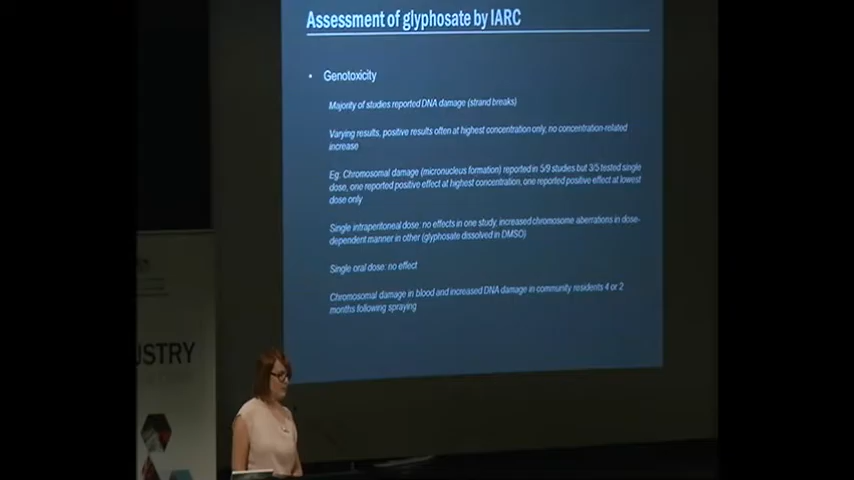 Assessment of glyphosate by IARC
• Genotoxicity
Majority of studies reported DNA damage (strand breaks)
Varying results, positive results often at highest concentration only, no concentration-related
increase
Eg: Chromosomal damage (micronucleus formation) reported in 5/9 studies but 3/5 tested single
dose, one reported positive effect at highest concentration, one reported positive effect at lowest
dose only
Single intraperitoneal dose: no effects in one study, increased chromosome aberrations in dose-
dependent manner in other (glyphosate dissolved in DMSO)
Single oral dose: no effect
Chromosomal damage in blood and increased DNA damage in community residents 4 or 2
months following spraying
USTRY